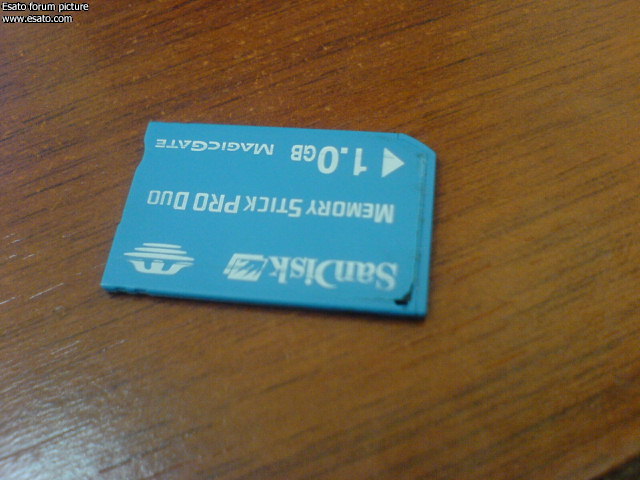 Esato forum picture
www.esato.com
SanDisk
MEMORY STICK PRO DUO
1.0GB MAGICGATE